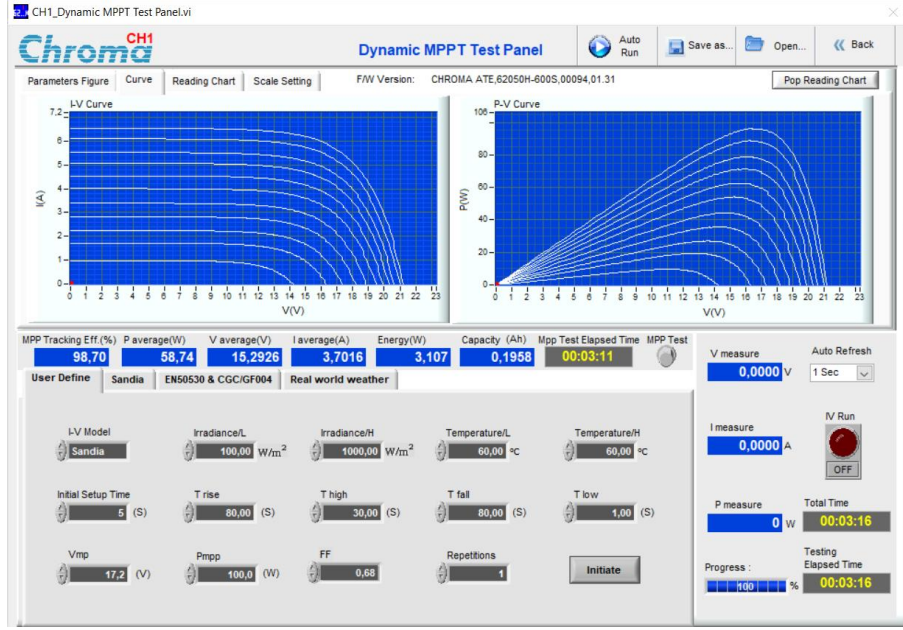 CH1_Dynamic MPPT Test Panel.vi
Chroma CH1
Dynamic MPPT Test Panel
Auto Run
Save as...
Open...
Back
Parameters Figure Curve Reading Chart Scale Setting
F/W Version: CHROMA ATE,62050H-600S,00094,01.31
Pop Reading Chart
I-V Curve
7.2
6
5
4
3
2
1
0
I(A)
0 1 2 3 4 5 6 7 8 9 10 11 12 13 14 15 16 17 18 19 20 21 22 23
V(V)
P-V Curve
106
80
60
40
20
0
P(W)
0 1 2 3 4 5 6 7 8 9 10 11 12 13 14 15 16 17 18 19 20 21 22 23
V(V)
MPP Tracking Eff.(%) P average(W) V average(V) I average(A) Energy(W) Capacity (Ah) Mpp Test Elapsed Time MPP Test
98,70 58,74 15,2926 3,7016 3,107 0,1958 00:03:11
User Define Sandia EN50530 & CGC/GF004 Real world weather
I-V Model Irradiance/L Irradiance/H Temperature/L Temperature/H
Sandia 100,00 W/m² 1000,00 W/m² 60,00 ºC 60,00 ºC
Initial Setup Time T rise T high T fall T low
5 (S) 80,00 (S) 30,00 (S) 80,00 (S) 1,00 (S)
Vmp Pmpp FF Repetitions
17,2 (V) 100,0 (W) 0,68 1
Initiate
V measure
0,0000 V
Auto Refresh
1 Sec
I measure
0,0000 A
IV Run
OFF
P measure
0 W
Total Time
00:03:16
Progress :
100 %
Testing
Elapsed Time
00:03:16